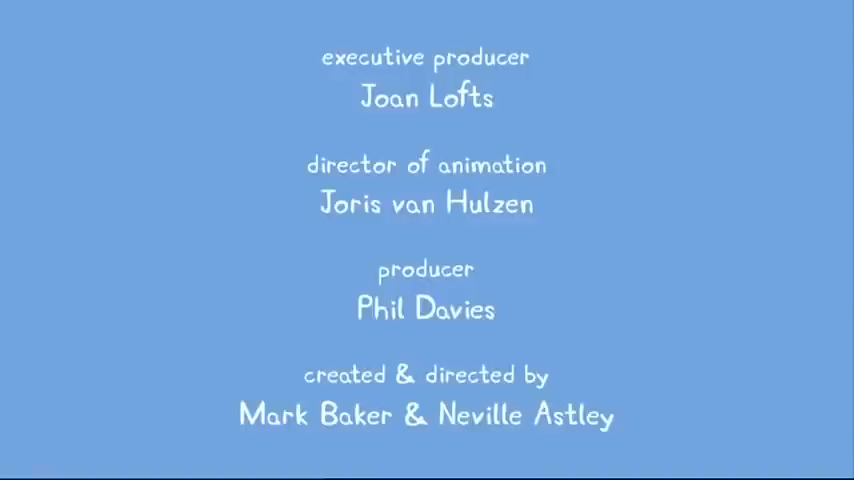 executive producer
Joan Lofts
director of animation
Joris van Hulzen
producer
Phil Davies
created & directed by
Mark Baker & Neville Astley